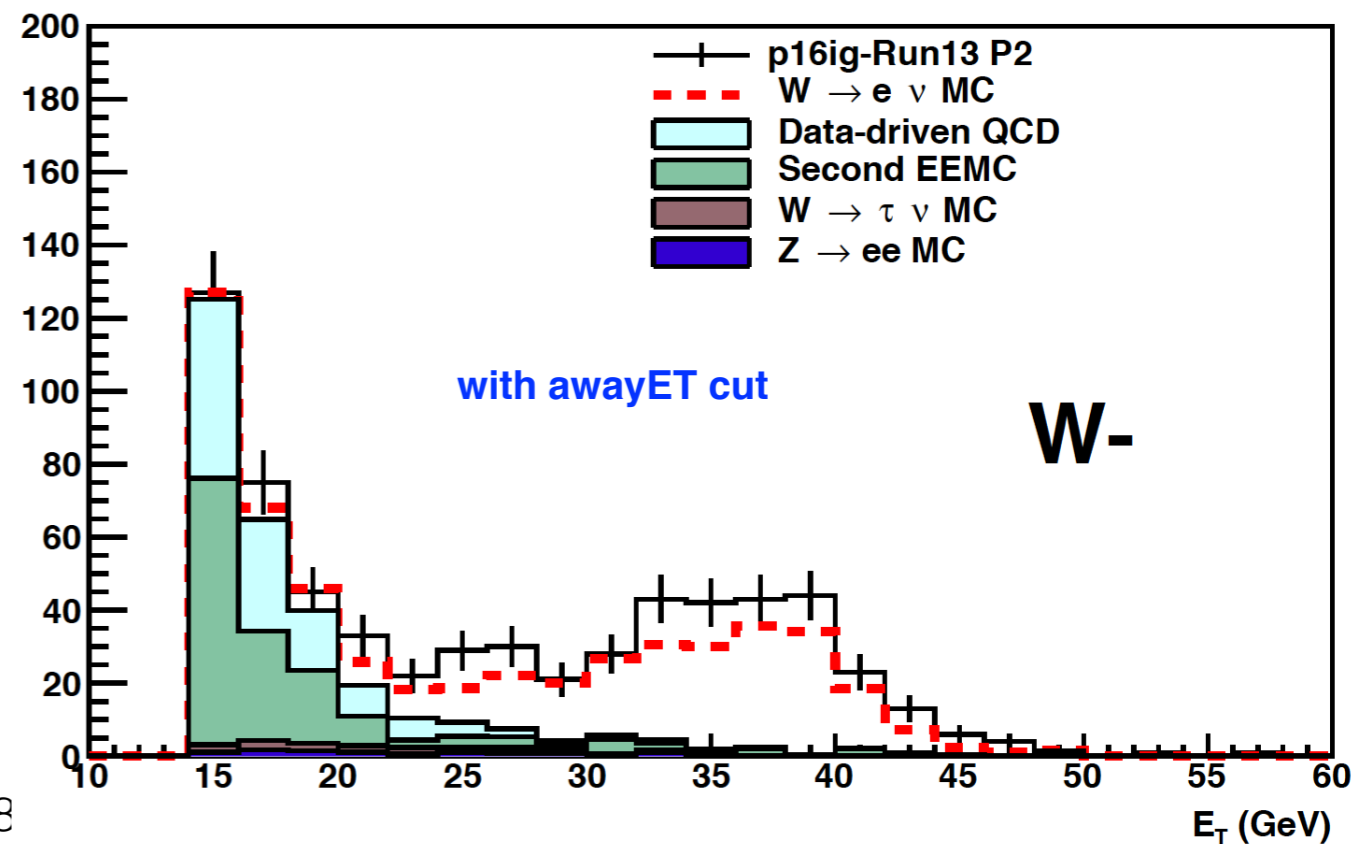 200
180
160
140
120
100
80
60
40
20
0
p16ig-Run13 P2
W → e ν MC
Data-driven QCD
Second EEMC
W → τ ν MC
Z → ee MC
with awayET cut
W-
10 15 20 25 30 35 40 45 50 55 60
E_T (GeV)